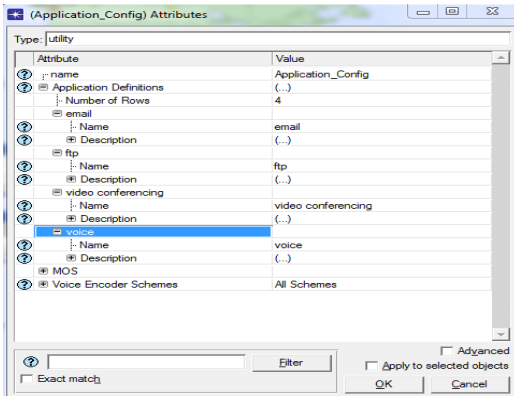 (Application_Config) Attributes
Type: utility
Attribute Value
name Application_Config
Application Definitions (...)
Number of Rows 4
email
Name email
Description (...)
ftp
Name ftp
Description (...)
video conferencing
Name video conferencing
Description (...)
voice
Name voice
Description (...)
MOS
Voice Encoder Schemes All Schemes
Advanced
Filter Apply to selected objects
Exact match
OK Cancel